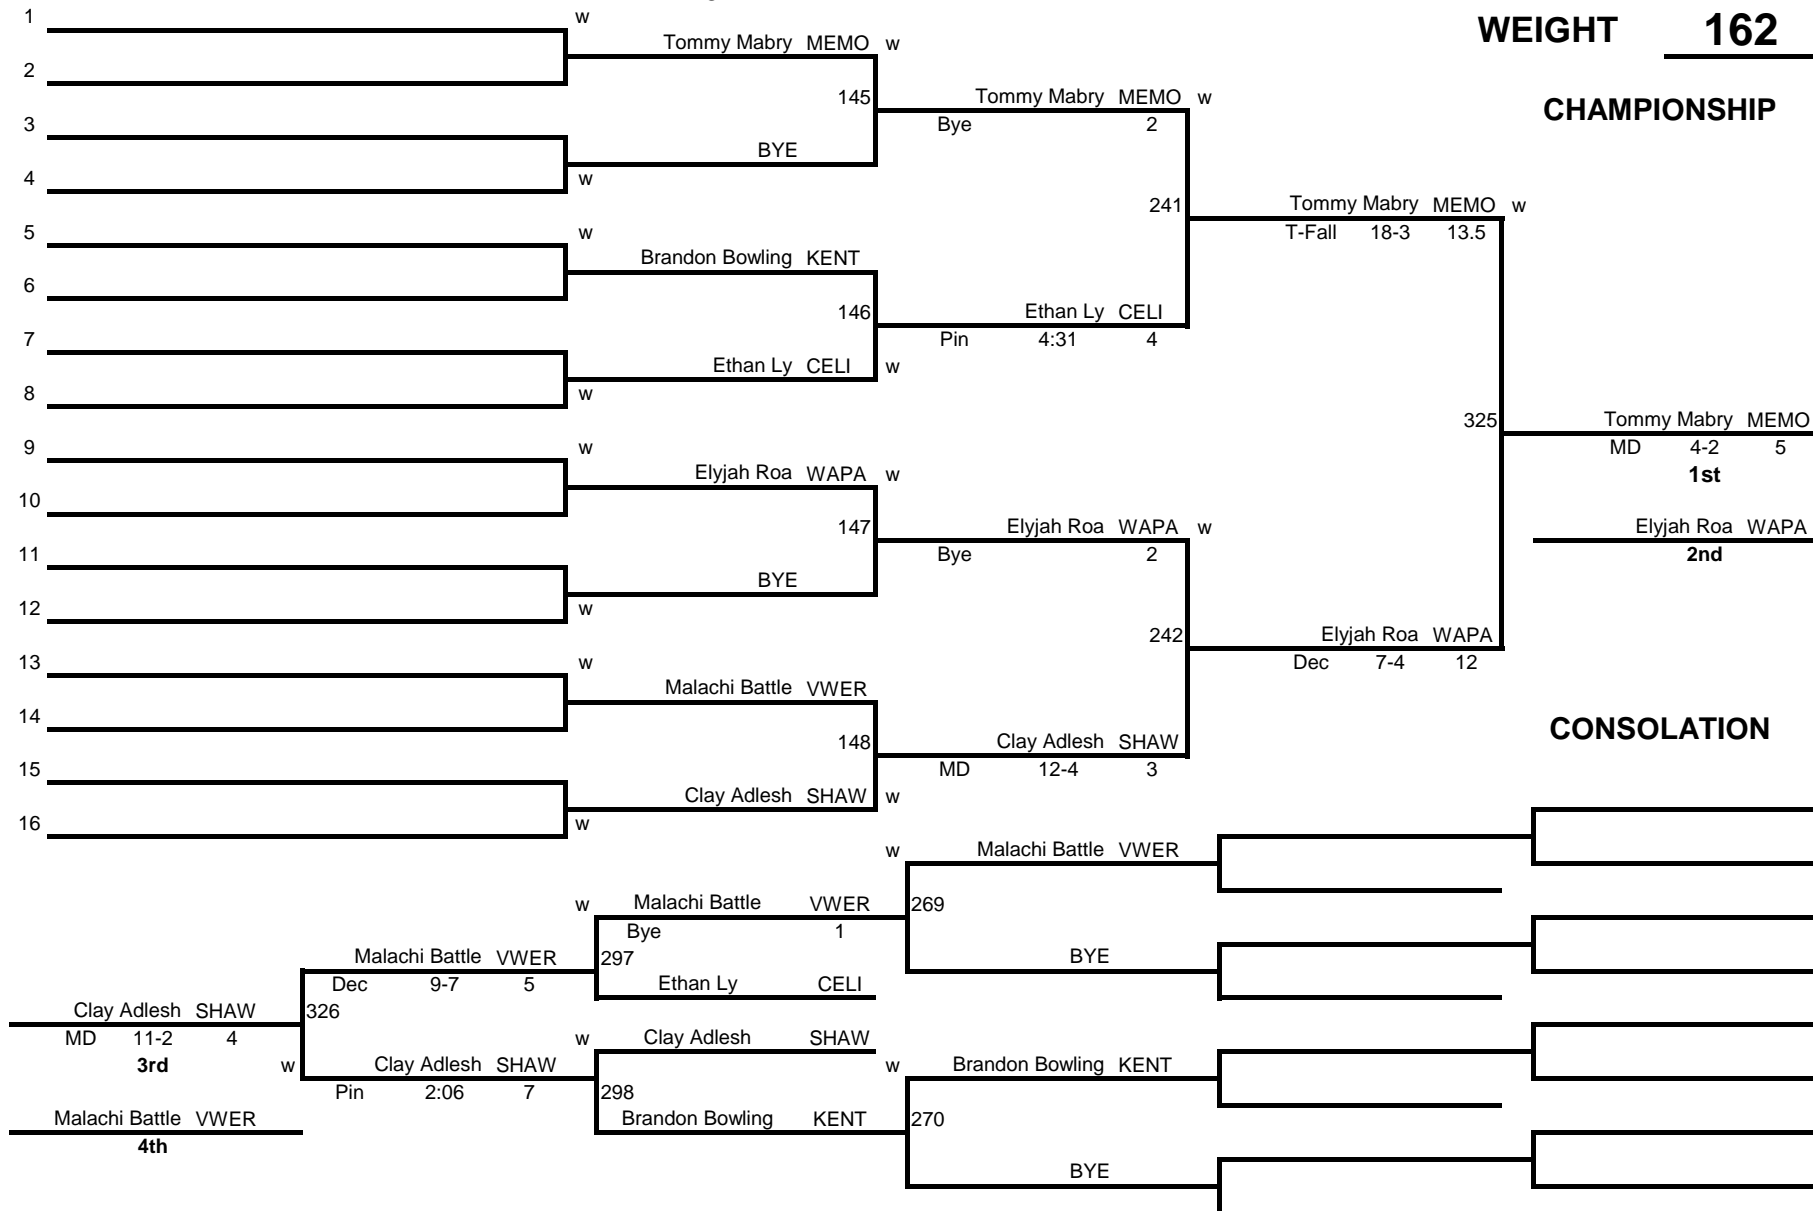 1 w
Tommy Mabry MEMO w
WEIGHT 162
2
145 Tommy Mabry MEMO w
CHAMPIONSHIP
3 Bye 2
BYE
4 w
241 Tommy Mabry MEMO w
5 w T-Fall 18-3 13.5
Brandon Bowling KENT
6
146 Ethan Ly CELI
7 Pin 4:31 4
Ethan Ly CELI w
8 w
325 Tommy Mabry MEMO
9 w MD 4-2 5
Elyjah Roa WAPA w 1st
10
147 Elyjah Roa WAPA w Elyjah Roa WAPA
11 Bye 2 2nd
BYE
12 w
242 Elyjah Roa WAPA
13 w Dec 7-4 12
Malachi Battle VWER
14
CONSOLATION
148 Clay Adlesh SHAW
15 MD 12-4 3
Clay Adlesh SHAW w
16 w
w Malachi Battle VWER
w Malachi Battle VWER 269
Bye 1
Malachi Battle VWER 297 BYE
Dec 9-7 5 Ethan Ly CELI
Clay Adlesh SHAW 326
MD 11-2 4 w Clay Adlesh SHAW
3rd w Clay Adlesh SHAW w Brandon Bowling KENT
Pin 2:06 7 298
Malachi Battle VWER Brandon Bowling KENT 270
4th
BYE